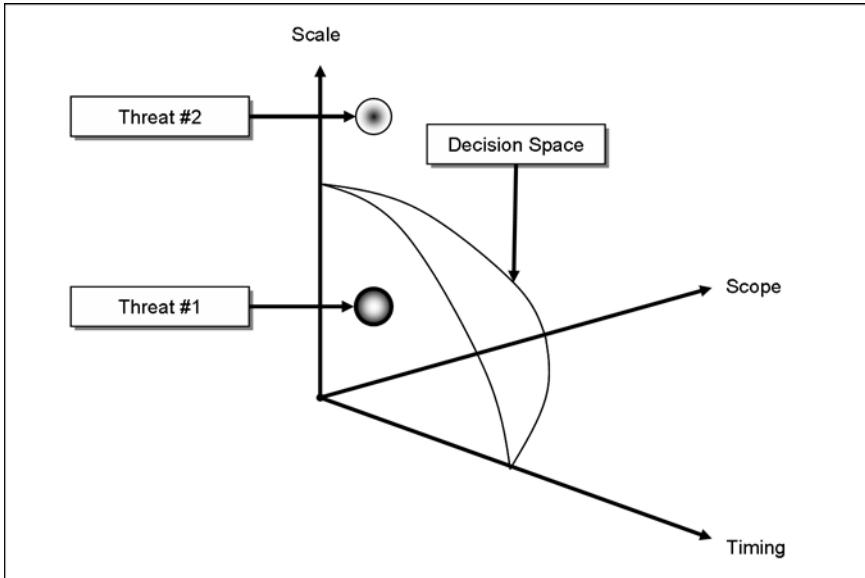 Scale
Threat #2
Decision Space
Threat #1
Scope
Timing